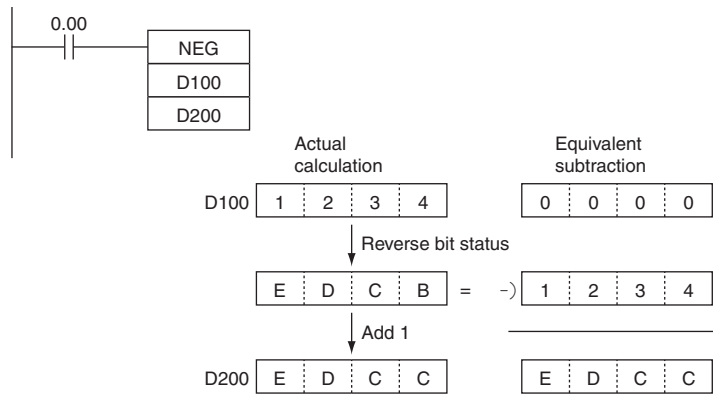 0.00
NEG
D100
D200
Actual calculation
Equivalent subtraction
D100 1 2 3 4
0 0 0 0
Reverse bit status
E D C B = -) 1 2 3 4
Add 1
D200 E D C C
E D C C